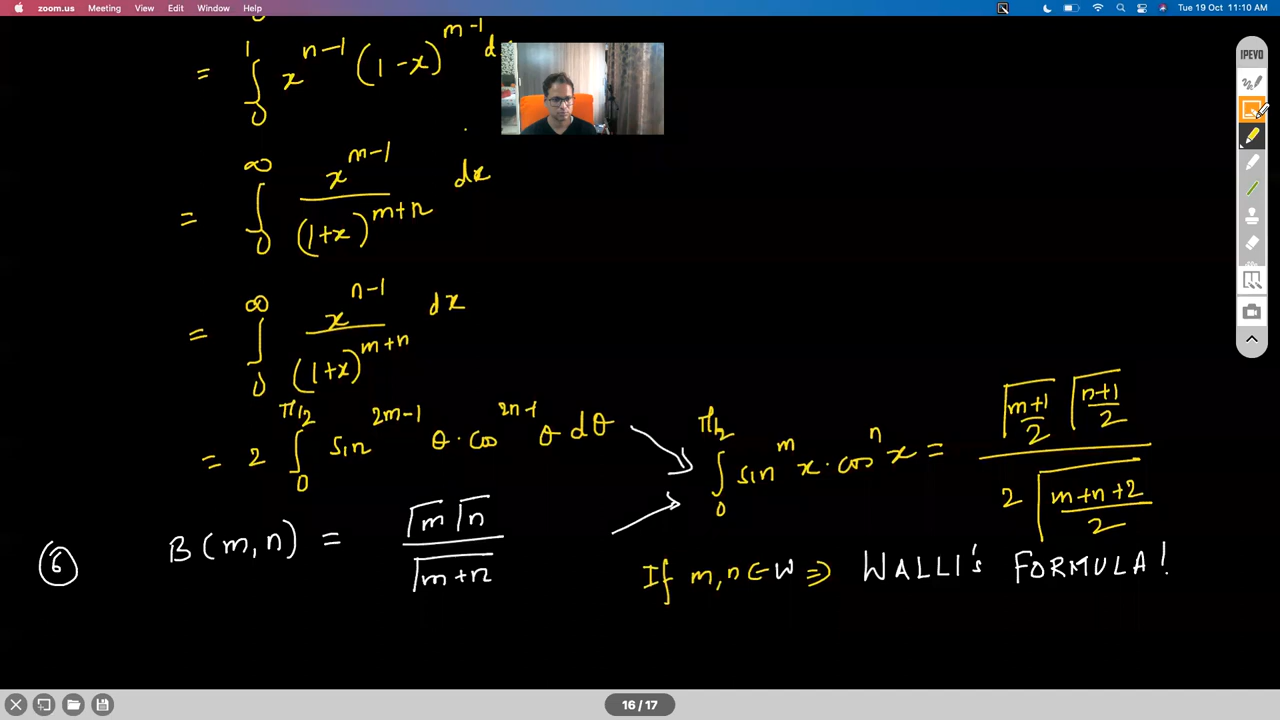 zoom.us Meeting View Edit Window Help Tue 19 Oct 11:10 AM
IPEVO
= ∫₀¹ x^(n-1) (1-x)^(m-1) d
= ∫₀^∞ x^(m-1) / (1+x)^(m+n) dx
= ∫₀^∞ x^(n-1) / (1+x)^(m+n) dx
= 2 ∫₀^(π/2) sin^(2m-1) θ · cos^(2n-1) θ dθ
∫₀^(π/2) sin^m x · cos^n x = Γ((m+1)/2) Γ((n+1)/2) / 2 Γ((m+n+2)/2)
⑥ B(m,n) = Γm Γn / Γm+n
If m,n ∈ W ⇒ WALLI's FORMULA!
16 / 17